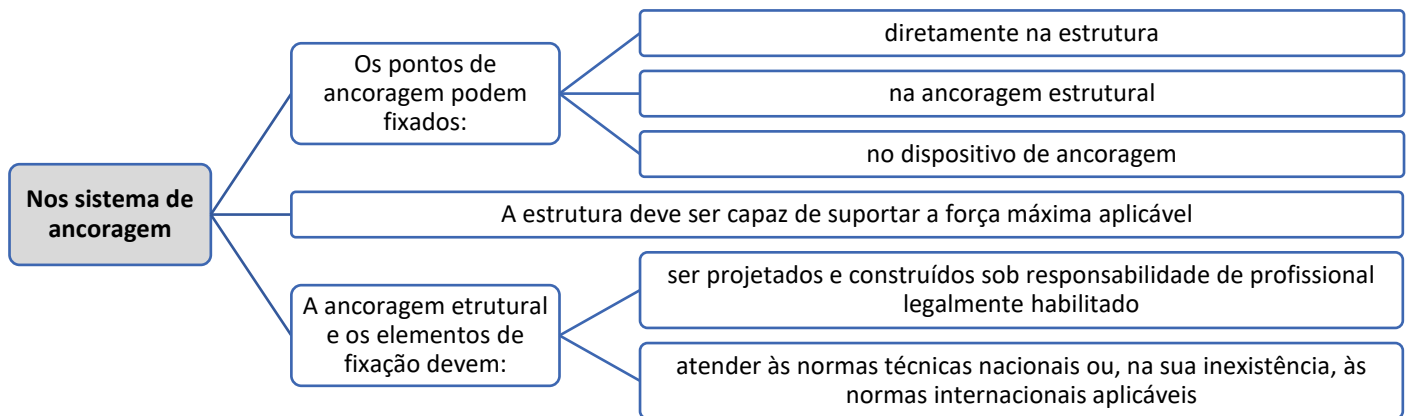 Nos sistema de
ancoragem
Os pontos de
ancoragem podem
fixados:
diretamente na estrutura
na ancoragem estrutural
no dispositivo de ancoragem
A estrutura deve ser capaz de suportar a força máxima aplicável
A ancoragem etrutural
e os elementos de
fixação devem:
ser projetados e construídos sob responsabilidade de profissional
legalmente habilitado
atender às normas técnicas nacionais ou, na sua inexistência, às
normas internacionais aplicáveis